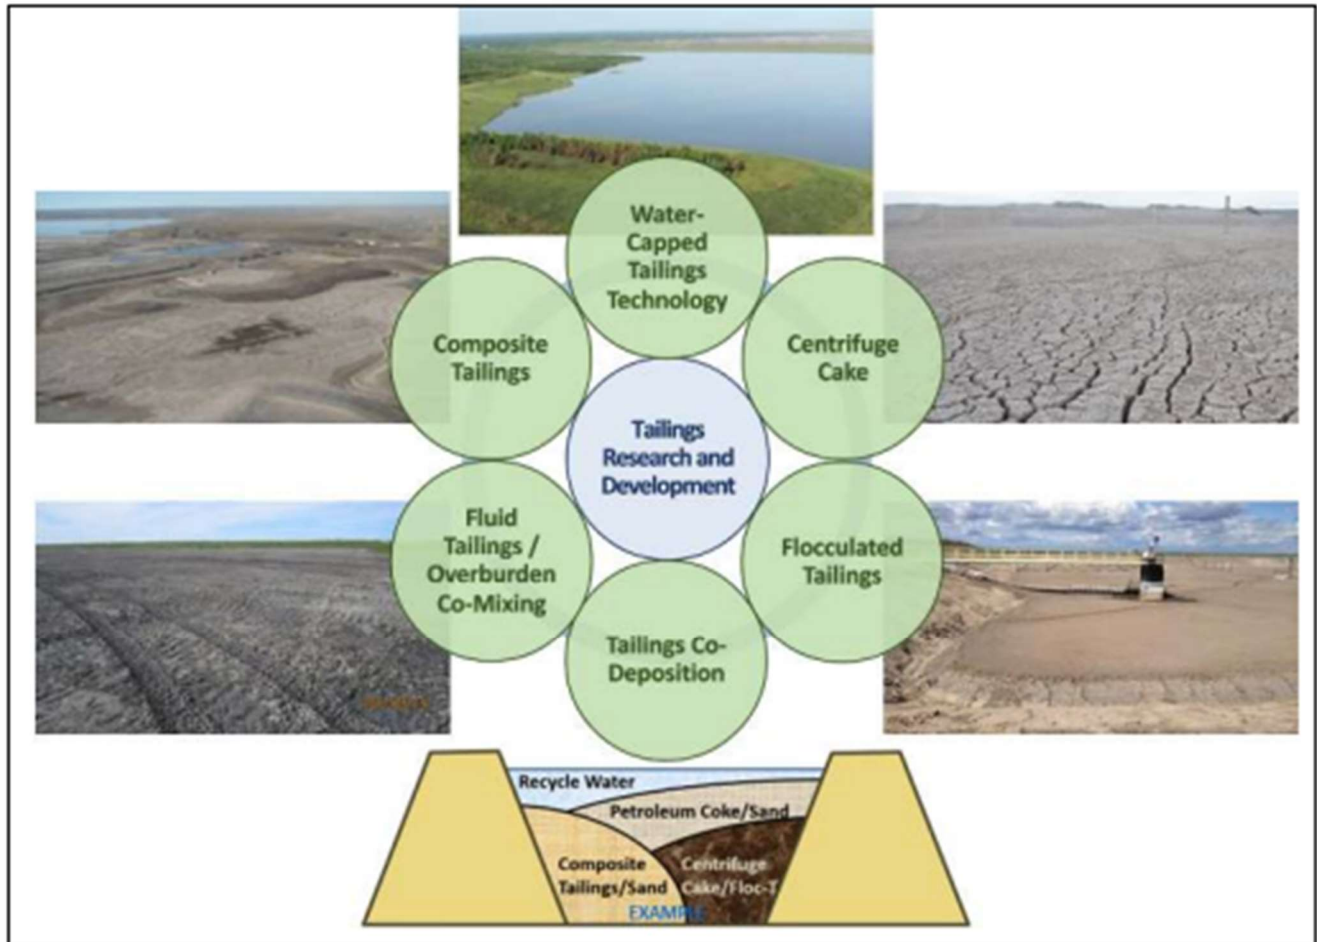 Water-
Capped
Tailings
Technology
Composite
Tailings
Centrifuge
Cake
Tailings
Research and
Development
Fluid
Tailings /
Overburden
Co-Mixing
Flocculated
Tailings
Tailings Co-
Deposition
Recycle Water
Petroleum Coke/Sand
Composite
Tailings/Sand
Centrifuge
Cake/Floc-T
EXAMPLE